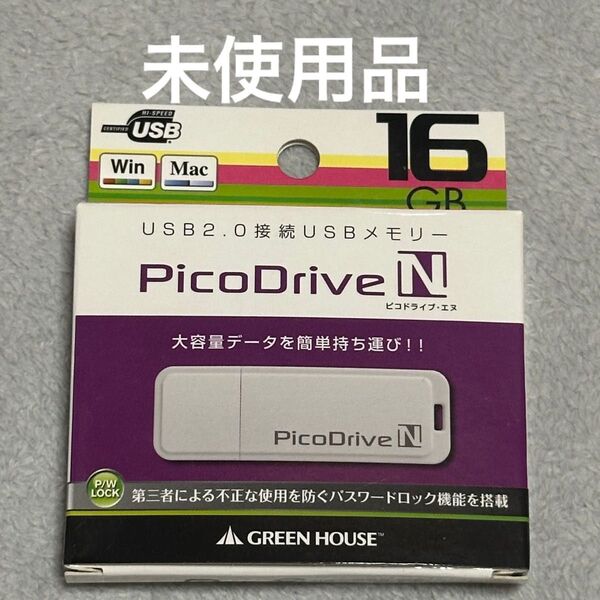 未使用品
HI-SPEED
CERTIFIED
USB
16
GB
Win
Mac
USB2.0接続USBメモリー
PicoDrive N
ピコドライブ・エヌ
大容量データを簡単持ち運び!!
PicoDrive N
P/W
LOCK
第三者による不正な使用を防ぐパスワードロック機能を搭載
GREEN HOUSE™